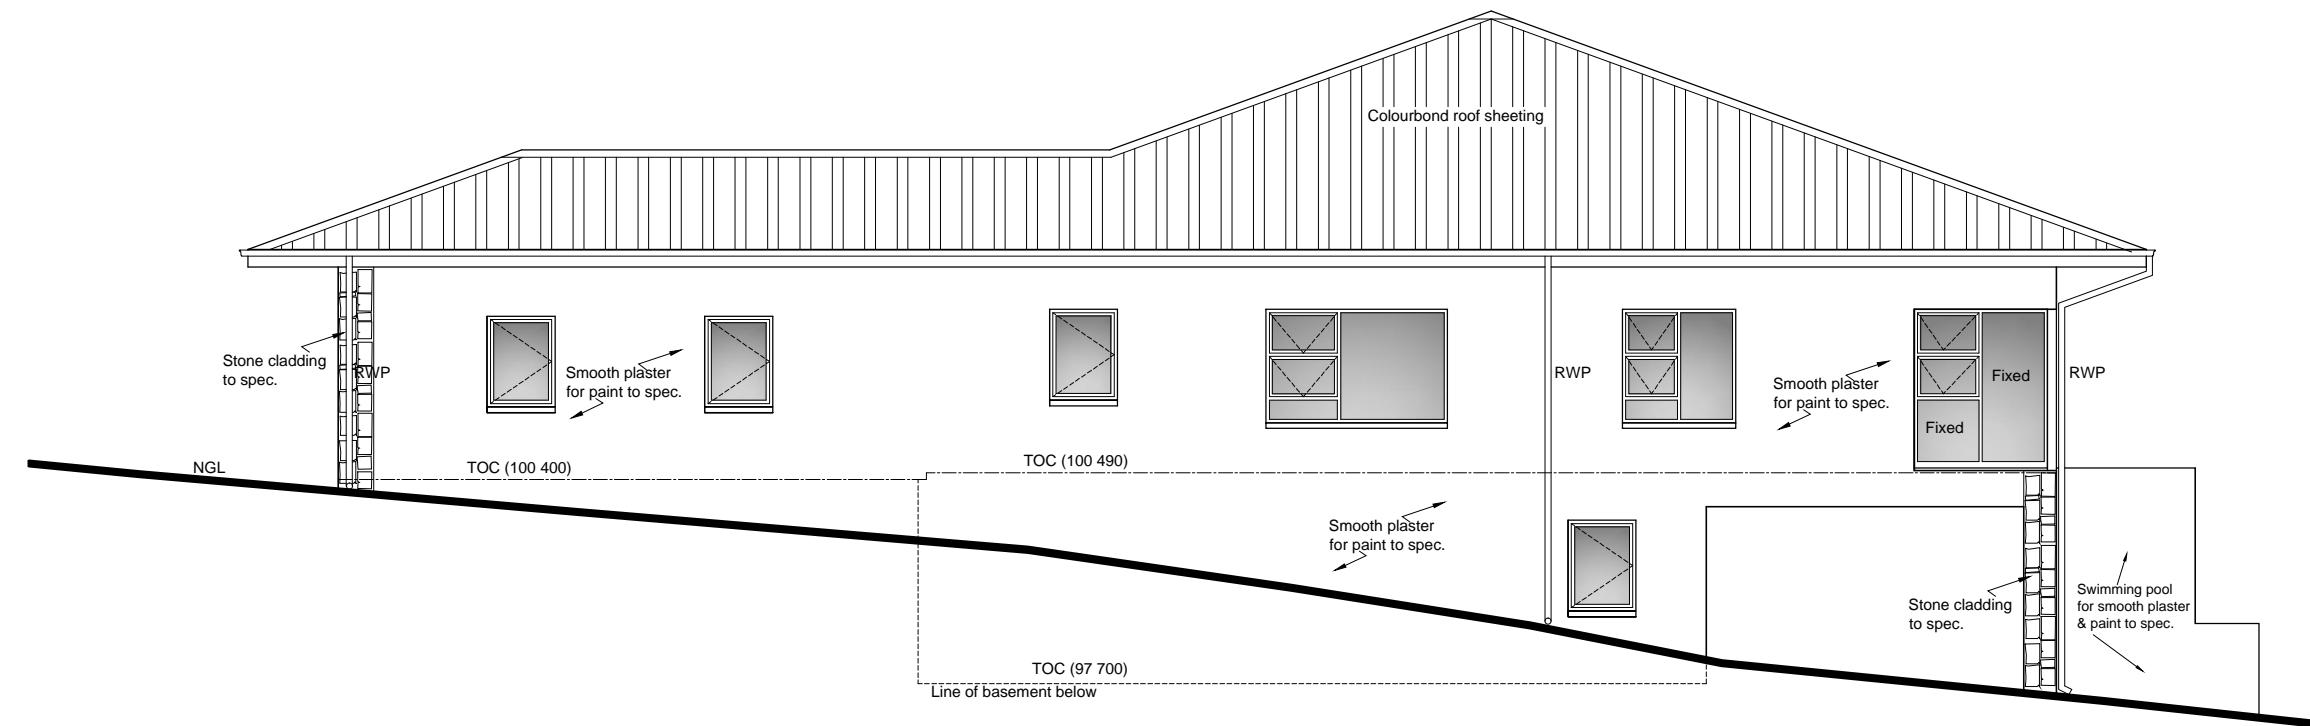 Colourbond roof sheeting
Stone cladding
to spec.
RWP
Smooth plaster
for paint to spec.
RWP
Smooth plaster
for paint to spec.
Fixed
Fixed
RWP
NGL
TOC (100 400)
TOC (100 490)
Smooth plaster
for paint to spec.
Stone cladding
to spec.
Swimming pool
for smooth plaster
& paint to spec.
TOC (97 700)
Line of basement below